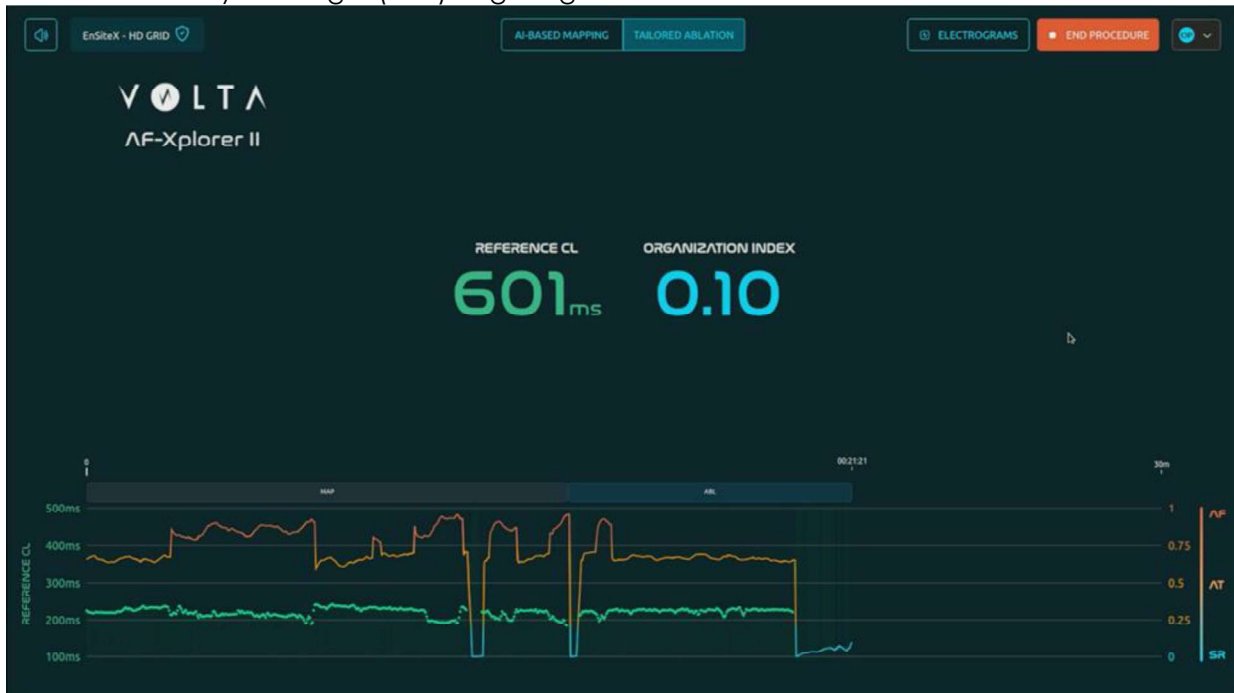 EnSiteX - HD GRID
AI-BASED MAPPING
TAILORED ABLATION
ELECTROGRAMS
END PROCEDURE
OP
VOLTA
AF-Xplorer II
REFERENCE CL
ORGANIZATION INDEX
601ms
0.10
0
00:21:21
30m
MAP
ABL
500ms
400ms
300ms
200ms
100ms
REFERENCE CL
1
0.75
0.5
0.25
0
AF
AT
SR